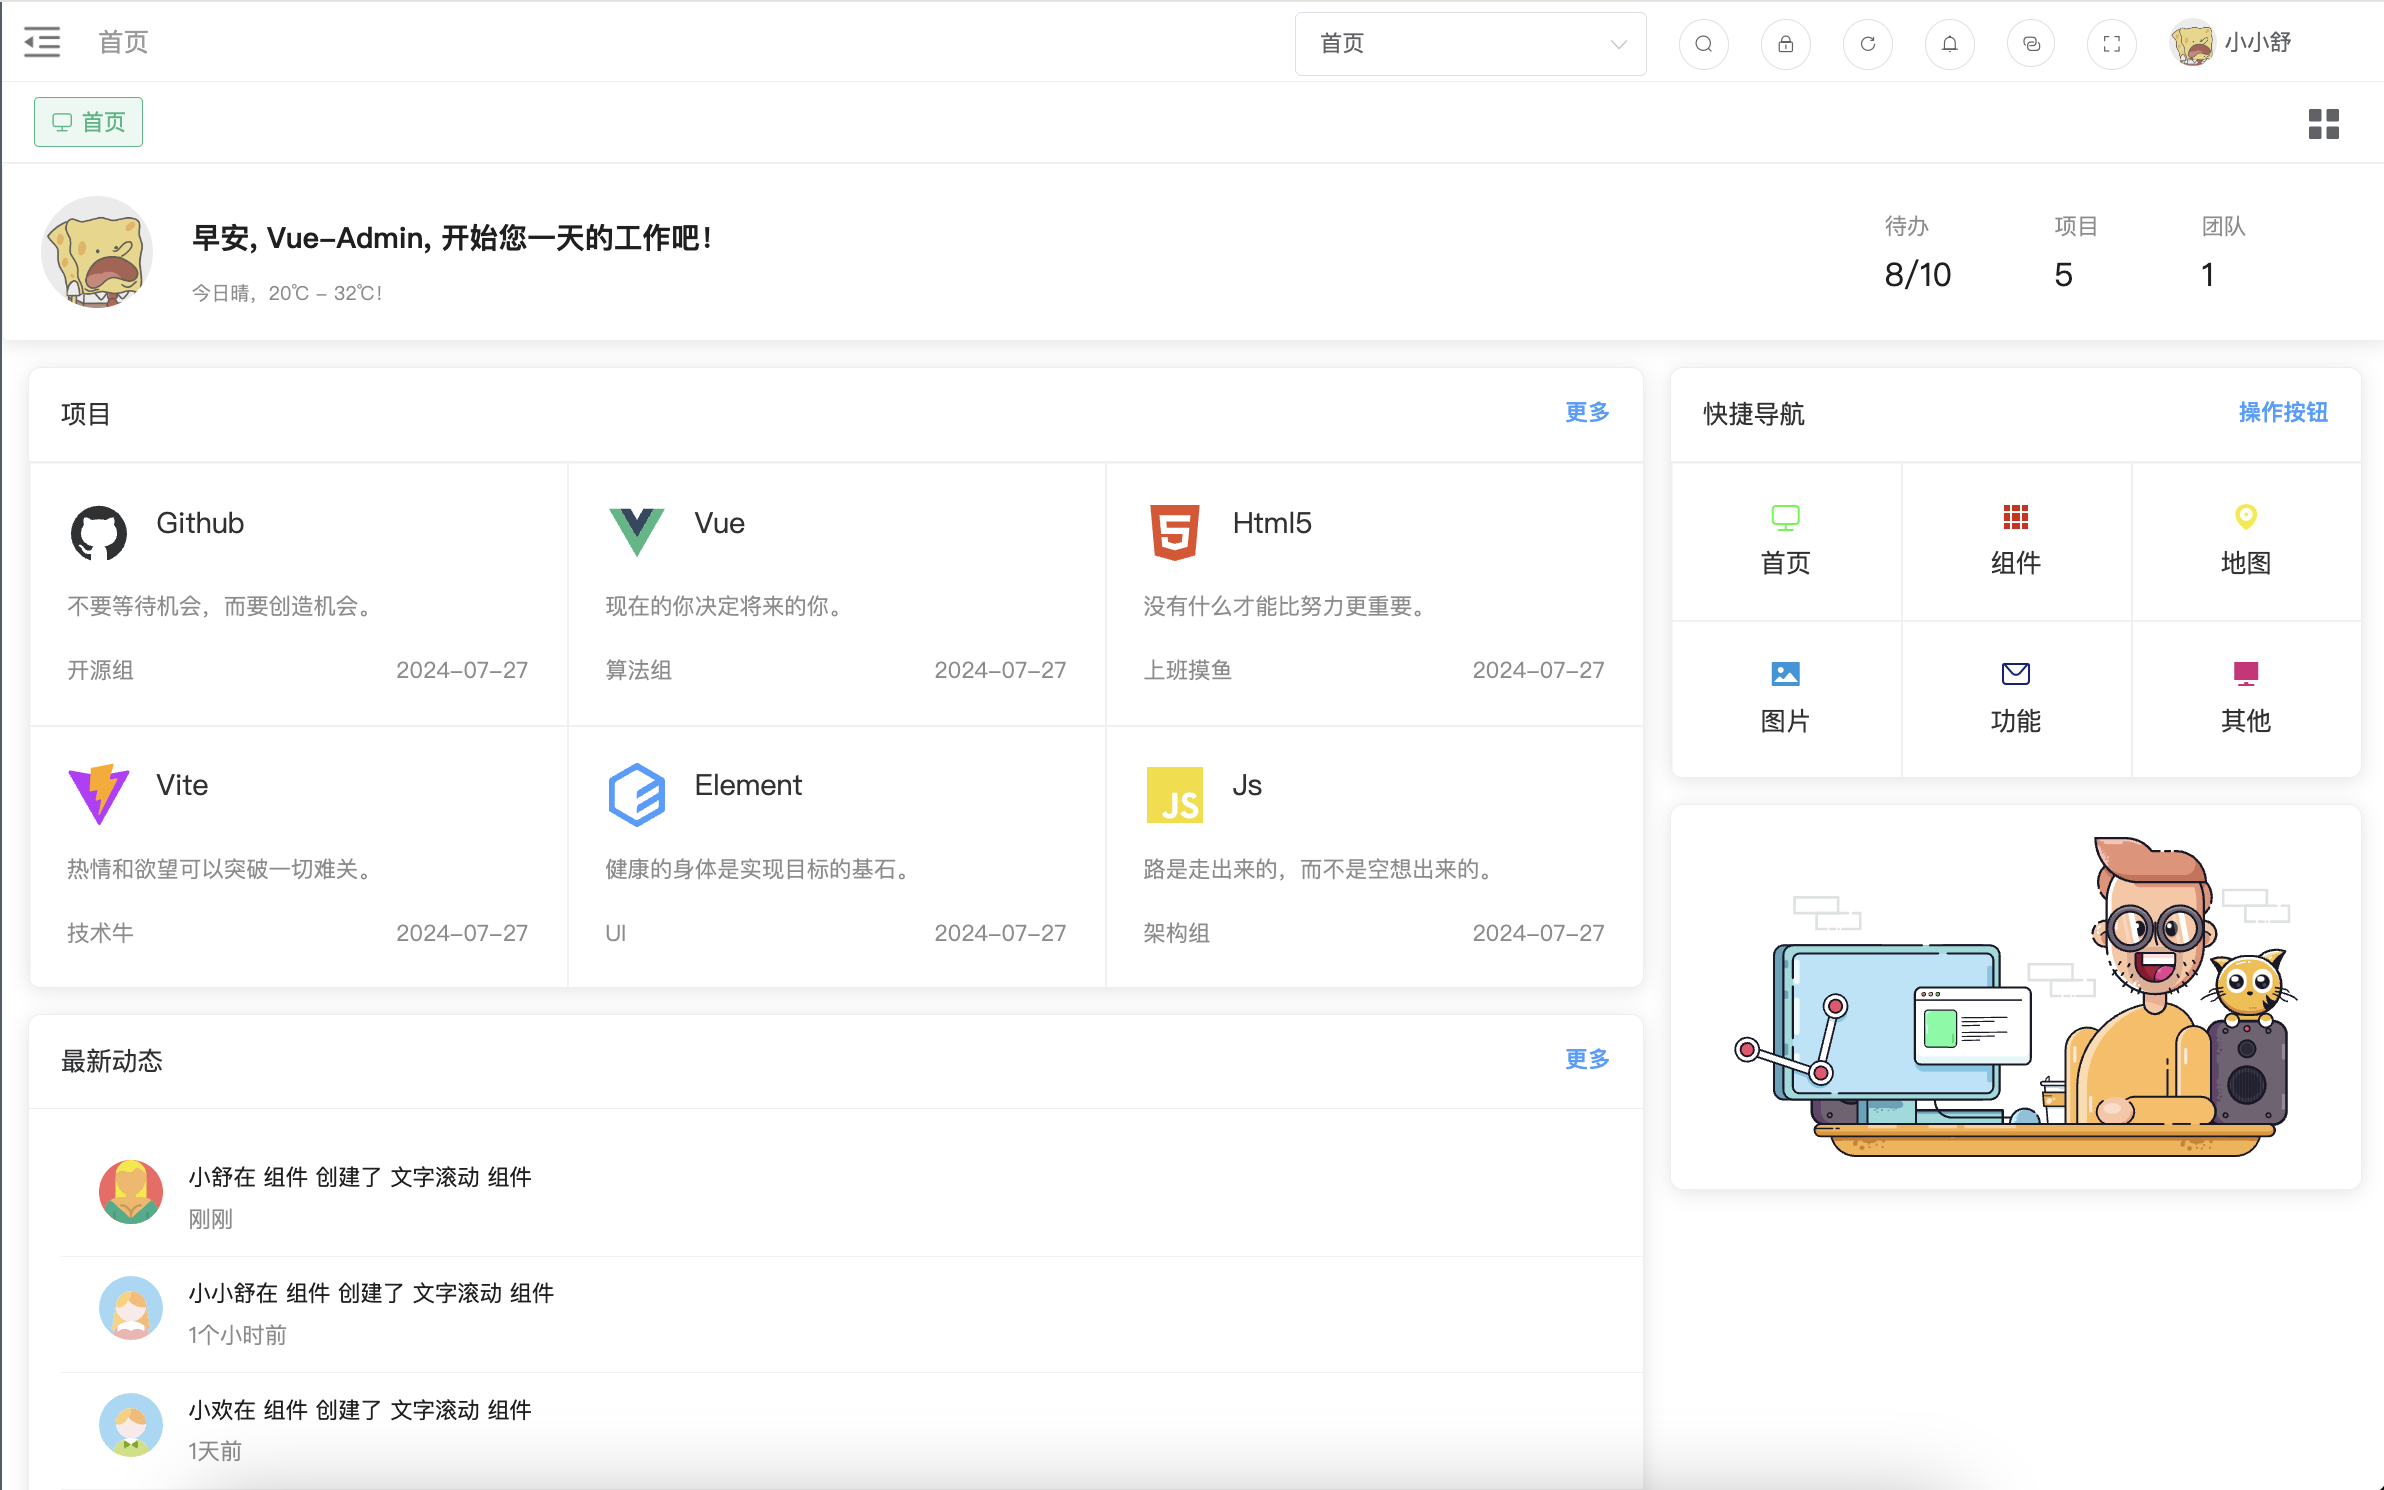 首页
首页
小小舒
首页
早安, Vue-Admin, 开始您一天的工作吧!
今日晴，20℃ - 32℃!
待办
项目
团队
8/10
5
1
项目
更多
Github
Vue
Html5
不要等待机会，而要创造机会。
现在的你决定将来的你。
没有什么才能比努力更重要。
开源组
2024-07-27
算法组
2024-07-27
上班摸鱼
2024-07-27
Vite
Element
JS
Js
热情和欲望可以突破一切难关。
健康的身体是实现目标的基石。
路是走出来的，而不是空想出来的。
技术牛
2024-07-27
UI
2024-07-27
架构组
2024-07-27
快捷导航
操作按钮
首页
组件
地图
图片
功能
其他
最新动态
更多
小舒在 组件 创建了 文字滚动 组件
刚刚
小小舒在 组件 创建了 文字滚动 组件
1个小时前
小欢在 组件 创建了 文字滚动 组件
1天前